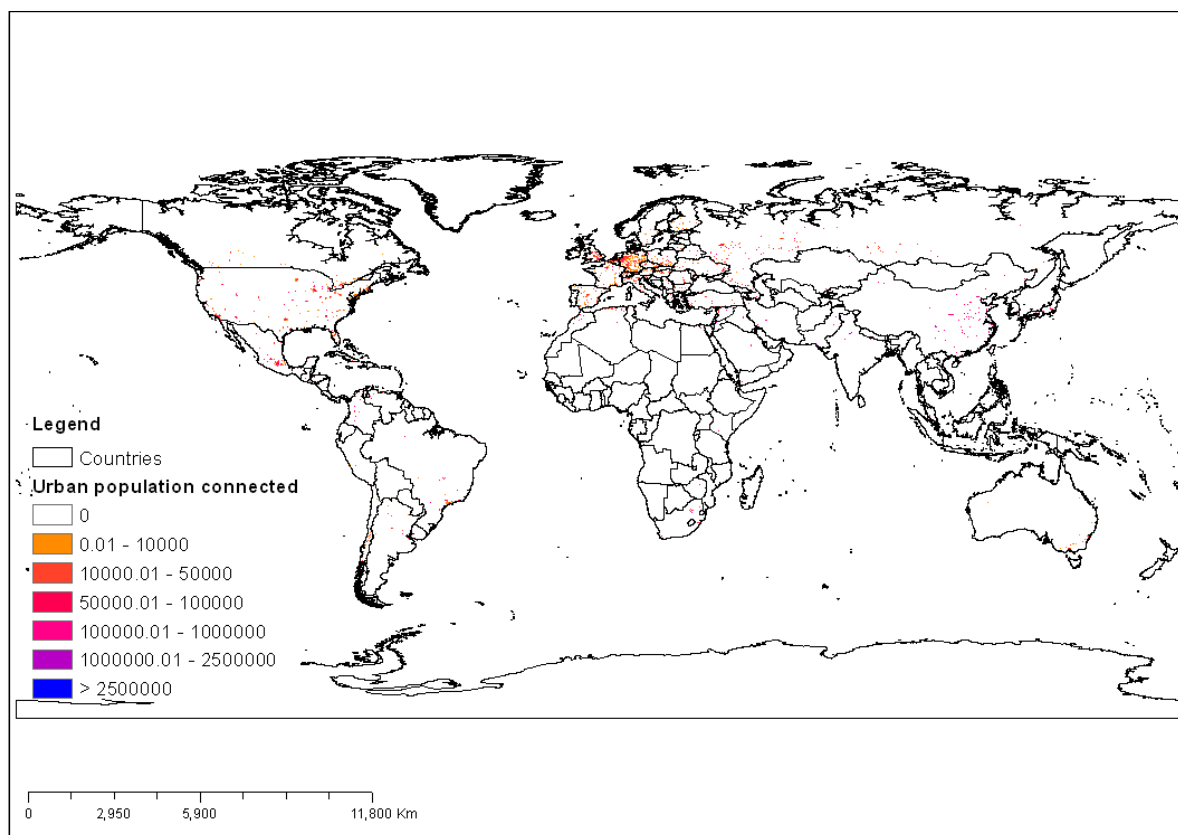 Legend
Countries
Urban population connected
0
0.01 - 10000
10000.01 - 50000
50000.01 - 100000
100000.01 - 1000000
1000000.01 - 2500000
> 2500000
0 2,950 5,900 11,800 Km